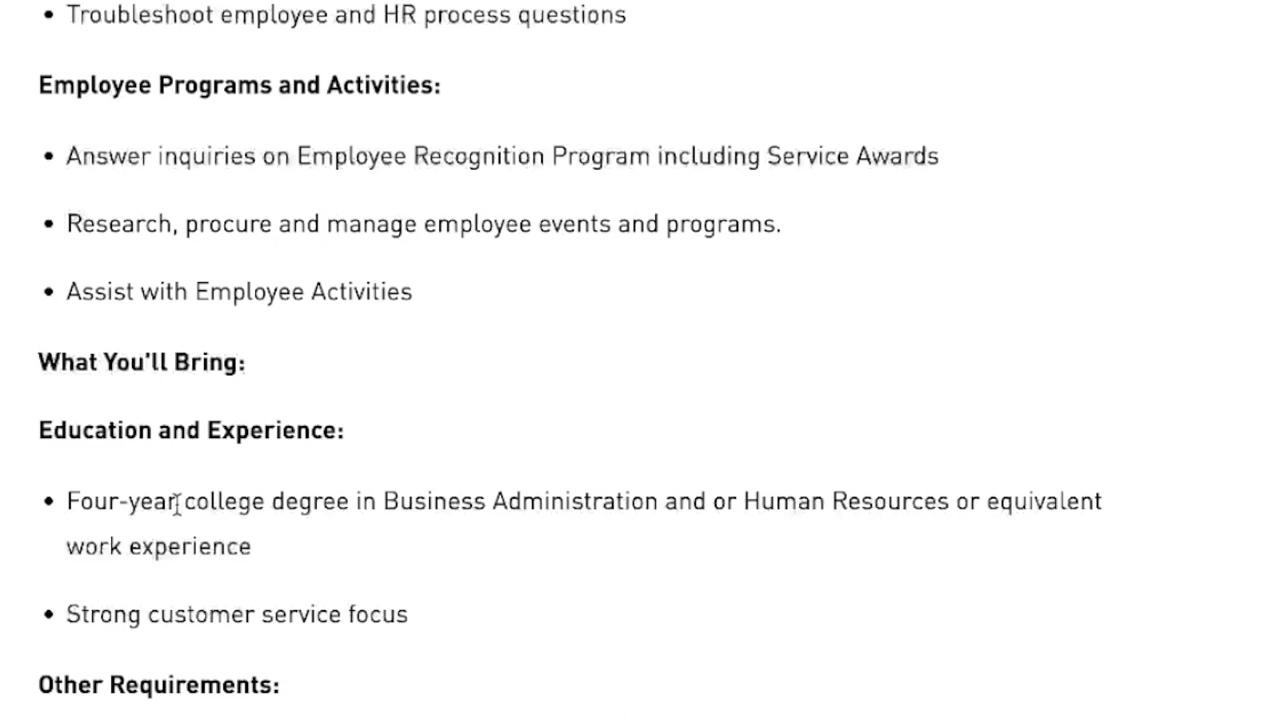 • Troubleshoot employee and HR process questions
Employee Programs and Activities:
• Answer inquiries on Employee Recognition Program including Service Awards
• Research, procure and manage employee events and programs.
• Assist with Employee Activities
What You'll Bring:
Education and Experience:
• Four-year college degree in Business Administration and or Human Resources or equivalent
work experience
• Strong customer service focus
Other Requirements: